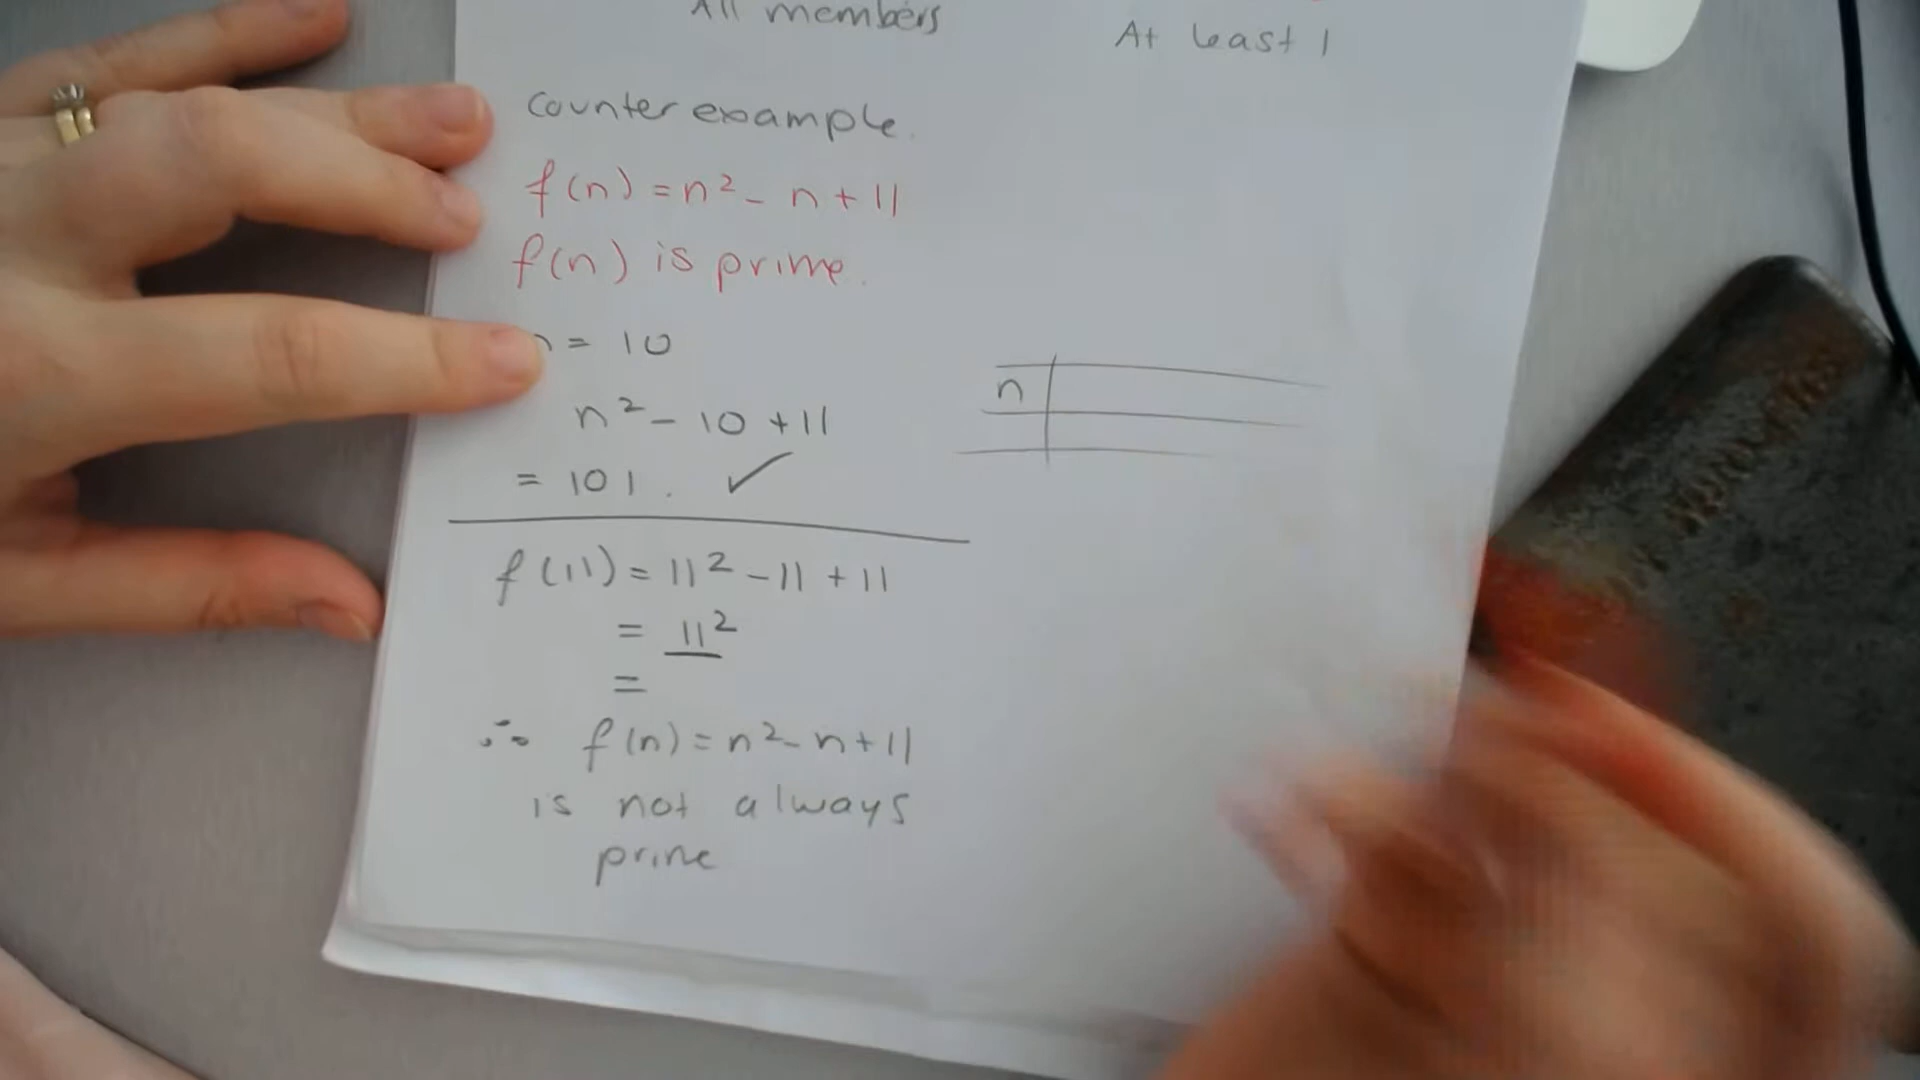 All members
At least 1
Counter example.
f(n) = n² - n + 11
f(n) is prime.
n = 10
n² - 10 + 11
= 101. ✓
n
f(11) = 11² - 11 + 11
= 11²
=
∴ f(n) = n² - n + 11
is not always
prime